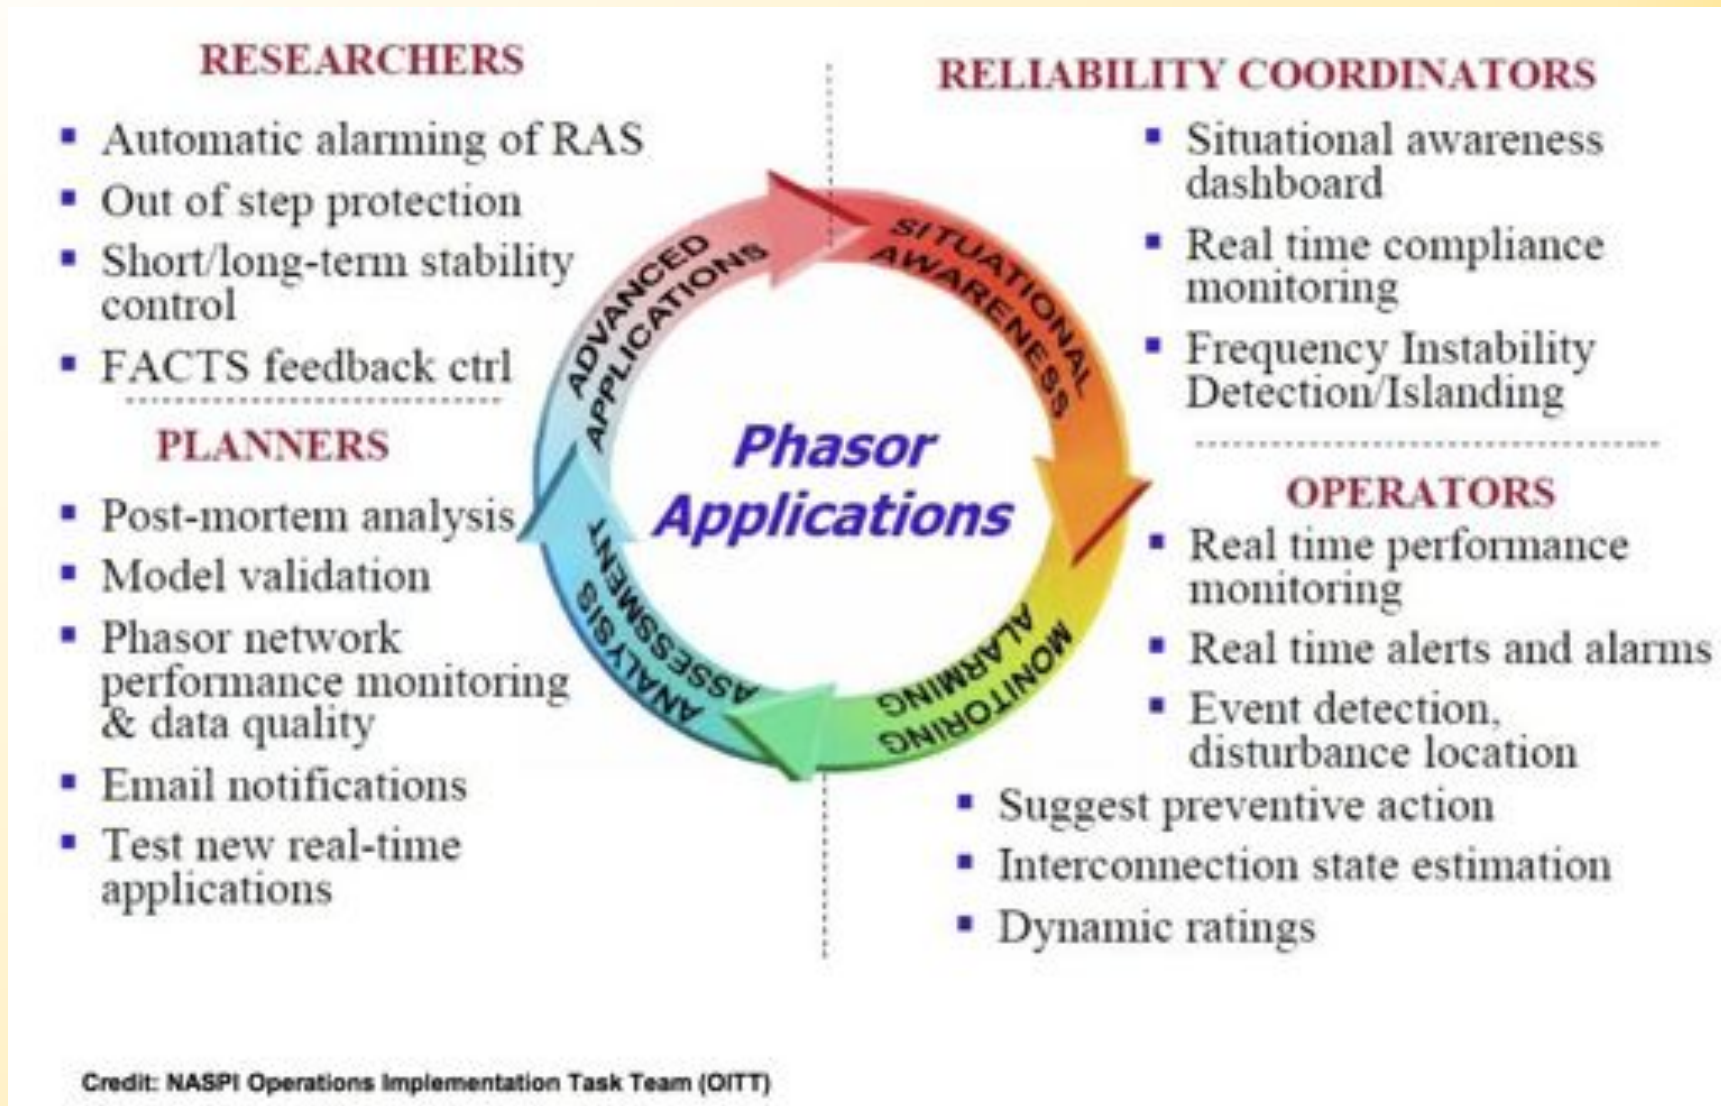 RESEARCHERS
▪ Automatic alarming of RAS
▪ Out of step protection
▪ Short/long-term stability
control
▪ FACTS feedback ctrl
PLANNERS
▪ Post-mortem analysis
▪ Model validation
▪ Phasor network
performance monitoring
& data quality
▪ Email notifications
▪ Test new real-time
applications
ADVANCED
APPLICATIONS
SITUATIONAL
AWARENESS
Phasor
Applications
ANALYSIS
ASSESSMENT
MONITORING
ALARMING
RELIABILITY COORDINATORS
▪ Situational awareness
dashboard
▪ Real time compliance
monitoring
▪ Frequency Instability
Detection/Islanding
OPERATORS
▪ Real time performance
monitoring
▪ Real time alerts and alarms
▪ Event detection,
disturbance location
▪ Suggest preventive action
▪ Interconnection state estimation
▪ Dynamic ratings
Credit: NASPI Operations Implementation Task Team (OITT)